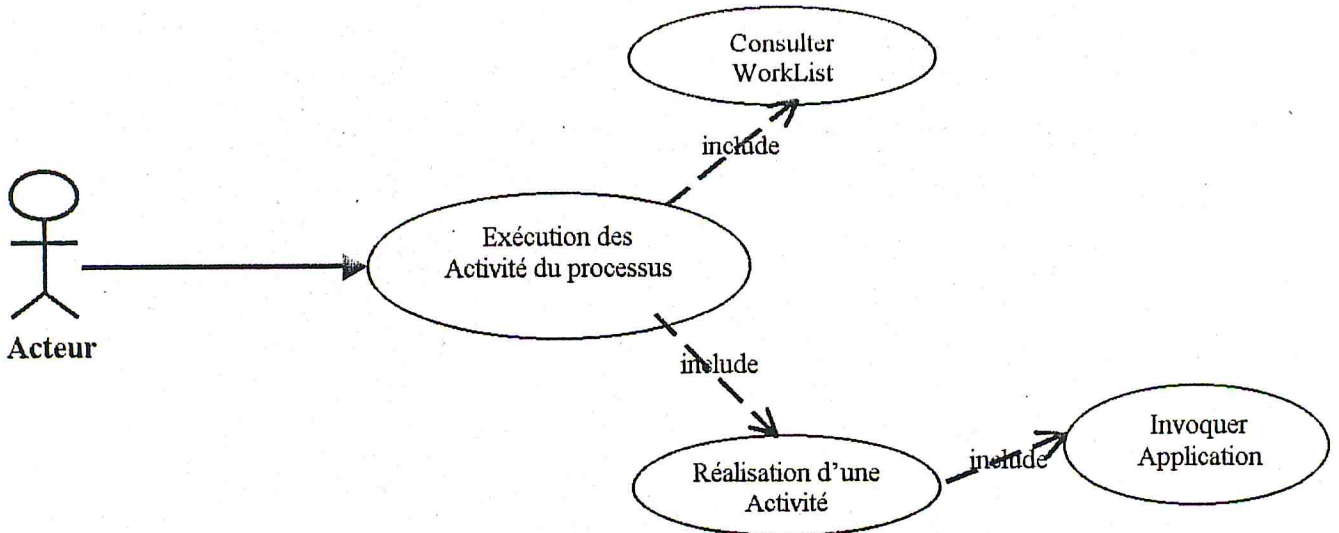 Consulter
WorkList
include
Exécution des
Activité du processus
Acteur
include
Réalisation d'une
Activité
include
Invoquer
Application